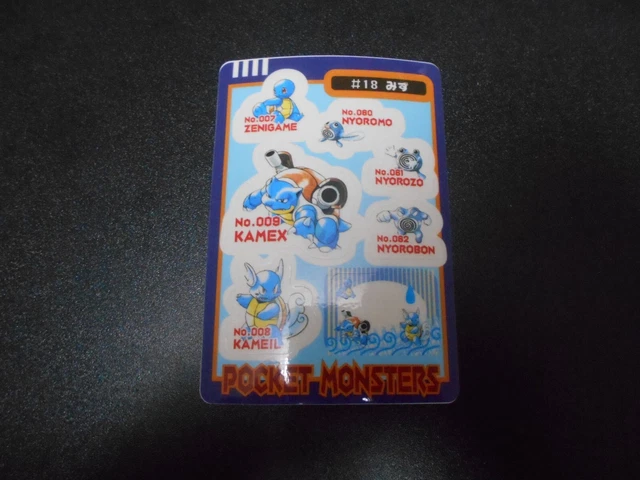 #18 みず
No.007
ZENIGAME
No.060
NYOROMO
No.061
NYOROZO
No.009
KAMEX
No.062
NYOROBON
No.008
KAMEIL
POCKET MONSTERS